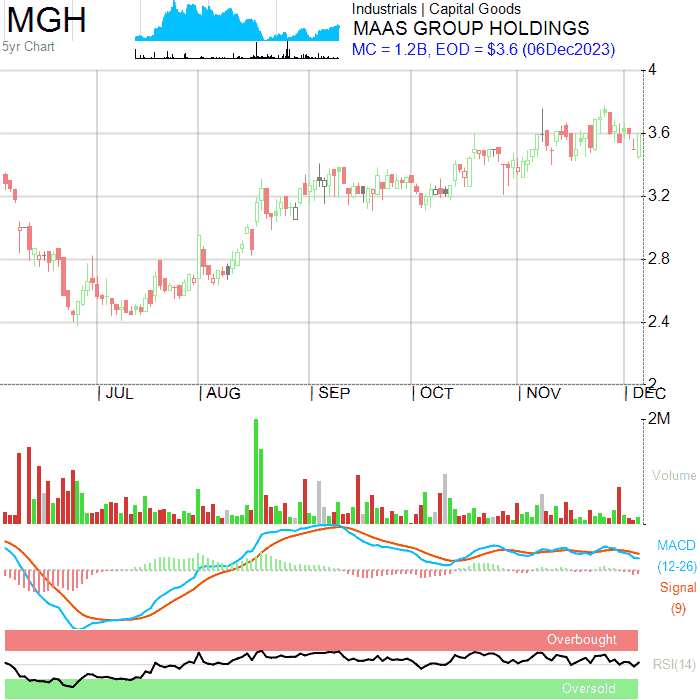 MGH
5yr Chart
Industrials | Capital Goods
MAAS GROUP HOLDINGS
MC = 1.2B, EOD = $3.6 (06Dec2023)
4
3.6
3.2
2.8
2.4
2
JUL AUG SEP OCT NOV DEC
2M
Volume
MACD
(12-26)
Signal
(9)
Overbought
RSI(14)
Oversold